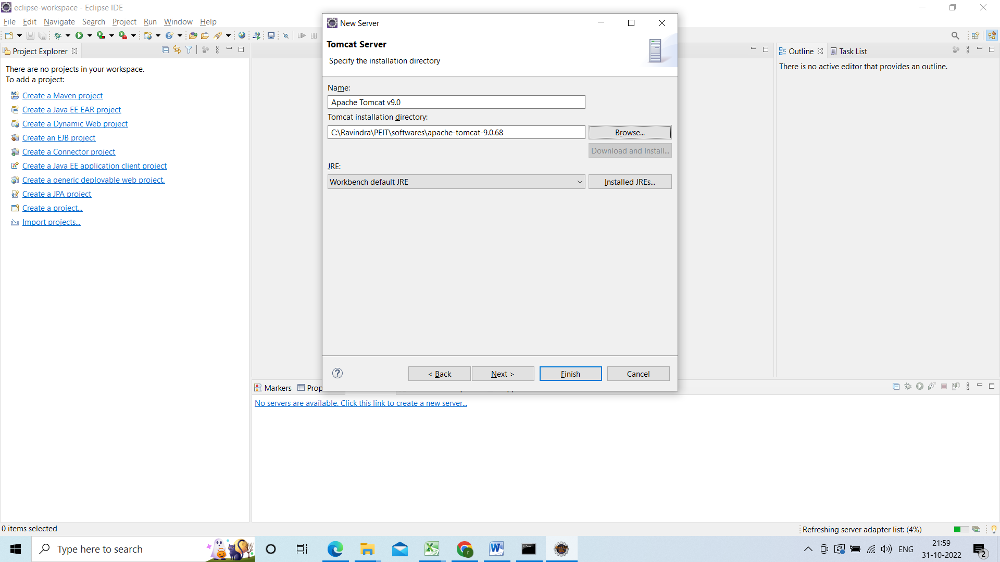 eclipse-workspace - Eclipse IDE
File Edit Navigate Search Project Run Window Help
Project Explorer
There are no projects in your workspace.
To add a project:
Create a Maven project
Create a Java EE EAR project
Create a Dynamic Web project
Create an EJB project
Create a Connector project
Create a Java EE application client project
Create a generic deployable web project.
Create a JPA project
Create a project...
Import projects...
New Server
Tomcat Server
Specify the installation directory
Name:
Apache Tomcat v9.0
Tomcat installation directory:
C:\Ravindra\PEIT\softwares\apache-tomcat-9.0.68
Browse...
Download and Install...
JRE:
Workbench default JRE
Installed JREs...
< Back
Next >
Finish
Cancel
Outline
Task List
There is no active editor that provides an outline.
Markers
No servers are available. Click this link to create a new server...
0 items selected
Refreshing server adapter list: (4%)
Type here to search
ENG
21:59
31-10-2022
2